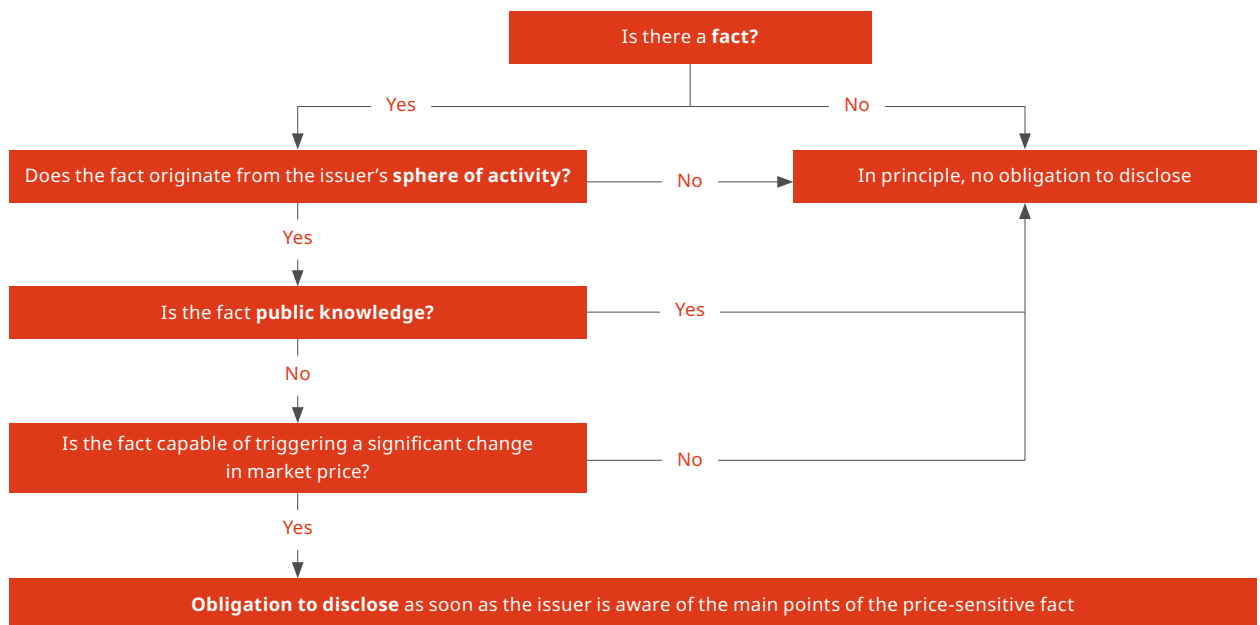 Is there a fact?
Yes
No
Does the fact originate from the issuer’s sphere of activity?
No
In principle, no obligation to disclose
Yes
Is the fact public knowledge?
Yes
No
Is the fact capable of triggering a significant change
in market price?
No
Yes
Obligation to disclose as soon as the issuer is aware of the main points of the price-sensitive fact